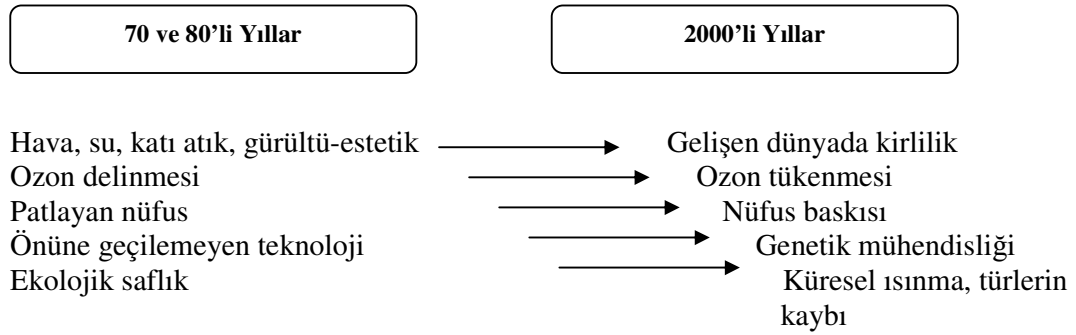 70 ve 80’li Yıllar 2000’li Yıllar
Hava, su, katı atık, gürültü-estetik Gelişen dünyada kirlilik
Ozon delinmesi Ozon tükenmesi
Patlayan nüfus Nüfus baskısı
Önüne geçilemeyen teknoloji Genetik mühendisliği
Ekolojik saflık Küresel ısınma, türlerin
kaybı